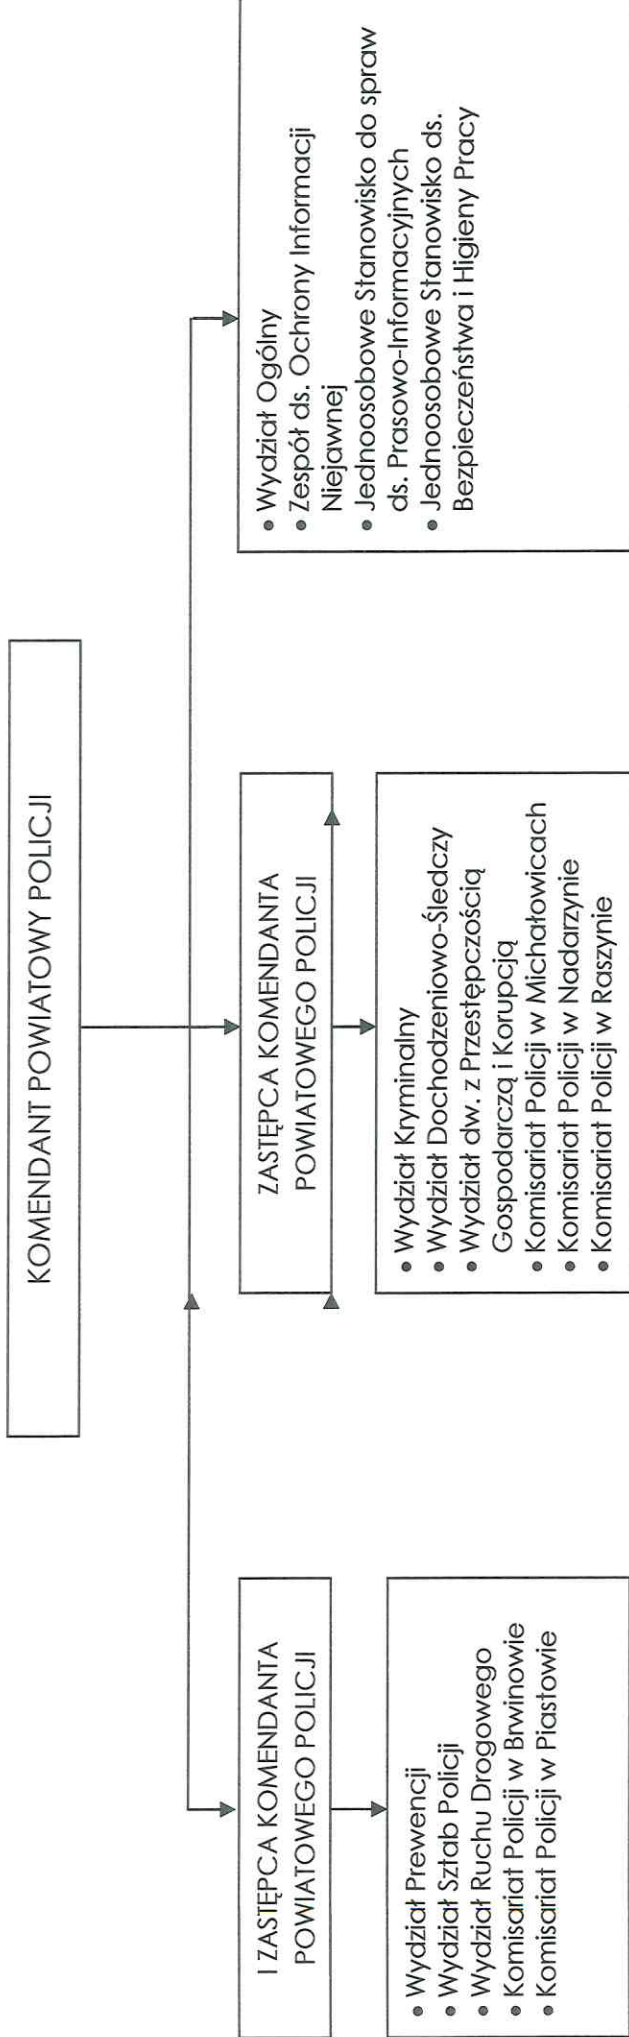 KOMENDANT POWIATOWY POLICJI
I ZASTĘPCA KOMENDANTA
POWIATOWEGO POLICJI
• Wydział Prewencji
• Wydział Sztab Policji
• Wydział Ruchu Drogowego
• Komisariat Policji w Brwinowie
• Komisariat Policji w Piastowie
ZASTĘPCA KOMENDANTA
POWIATOWEGO POLICJI
• Wydział Kryminalny
• Wydział Dochodzeniowo-Śledczy
• Wydział dw. z Przestępczością
Gospodarczą i Korupcją
• Komisariat Policji w Michałowicach
• Komisariat Policji w Nadarzynie
• Komisariat Policji w Raszynie
• Wydział Ogólny
• Zespół ds. Ochrony Informacji
Niejawnej
• Jednoosobowe Stanowisko do spraw
ds. Prasowo-Informacyjnych
• Jednoosobowe Stanowisko ds.
Bezpieczeństwa i Higieny Pracy